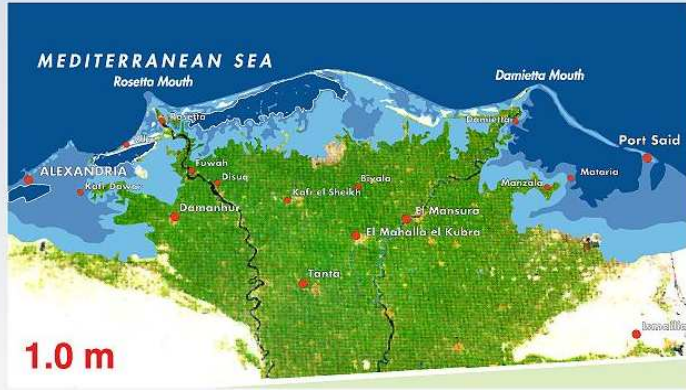 MEDITERRANEAN SEA
Rosetta Mouth
Damietta Mouth
Rosetta
Damietta
Port Said
ALEXANDRIA
Kafr Dawar
Fuwah
Disuq
Biyala
Kafr el Sheikh
Manzala
Mataria
Damanhur
El Mansura
El Mahalla el Kubra
Tanta
Ismailia
1.0 m